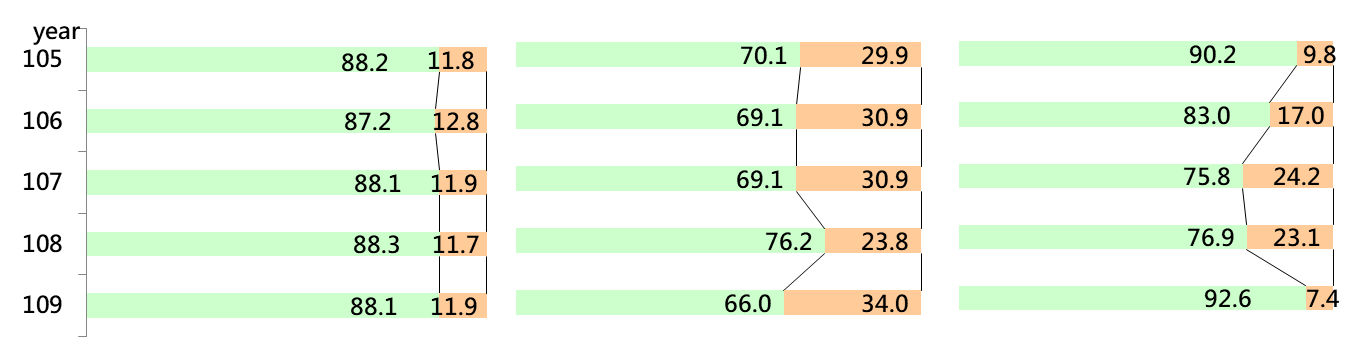 year
105 88.2 11.8 70.1 29.9 90.2 9.8
106 87.2 12.8 69.1 30.9 83.0 17.0
107 88.1 11.9 69.1 30.9 75.8 24.2
108 88.3 11.7 76.2 23.8 76.9 23.1
109 88.1 11.9 66.0 34.0 92.6 7.4